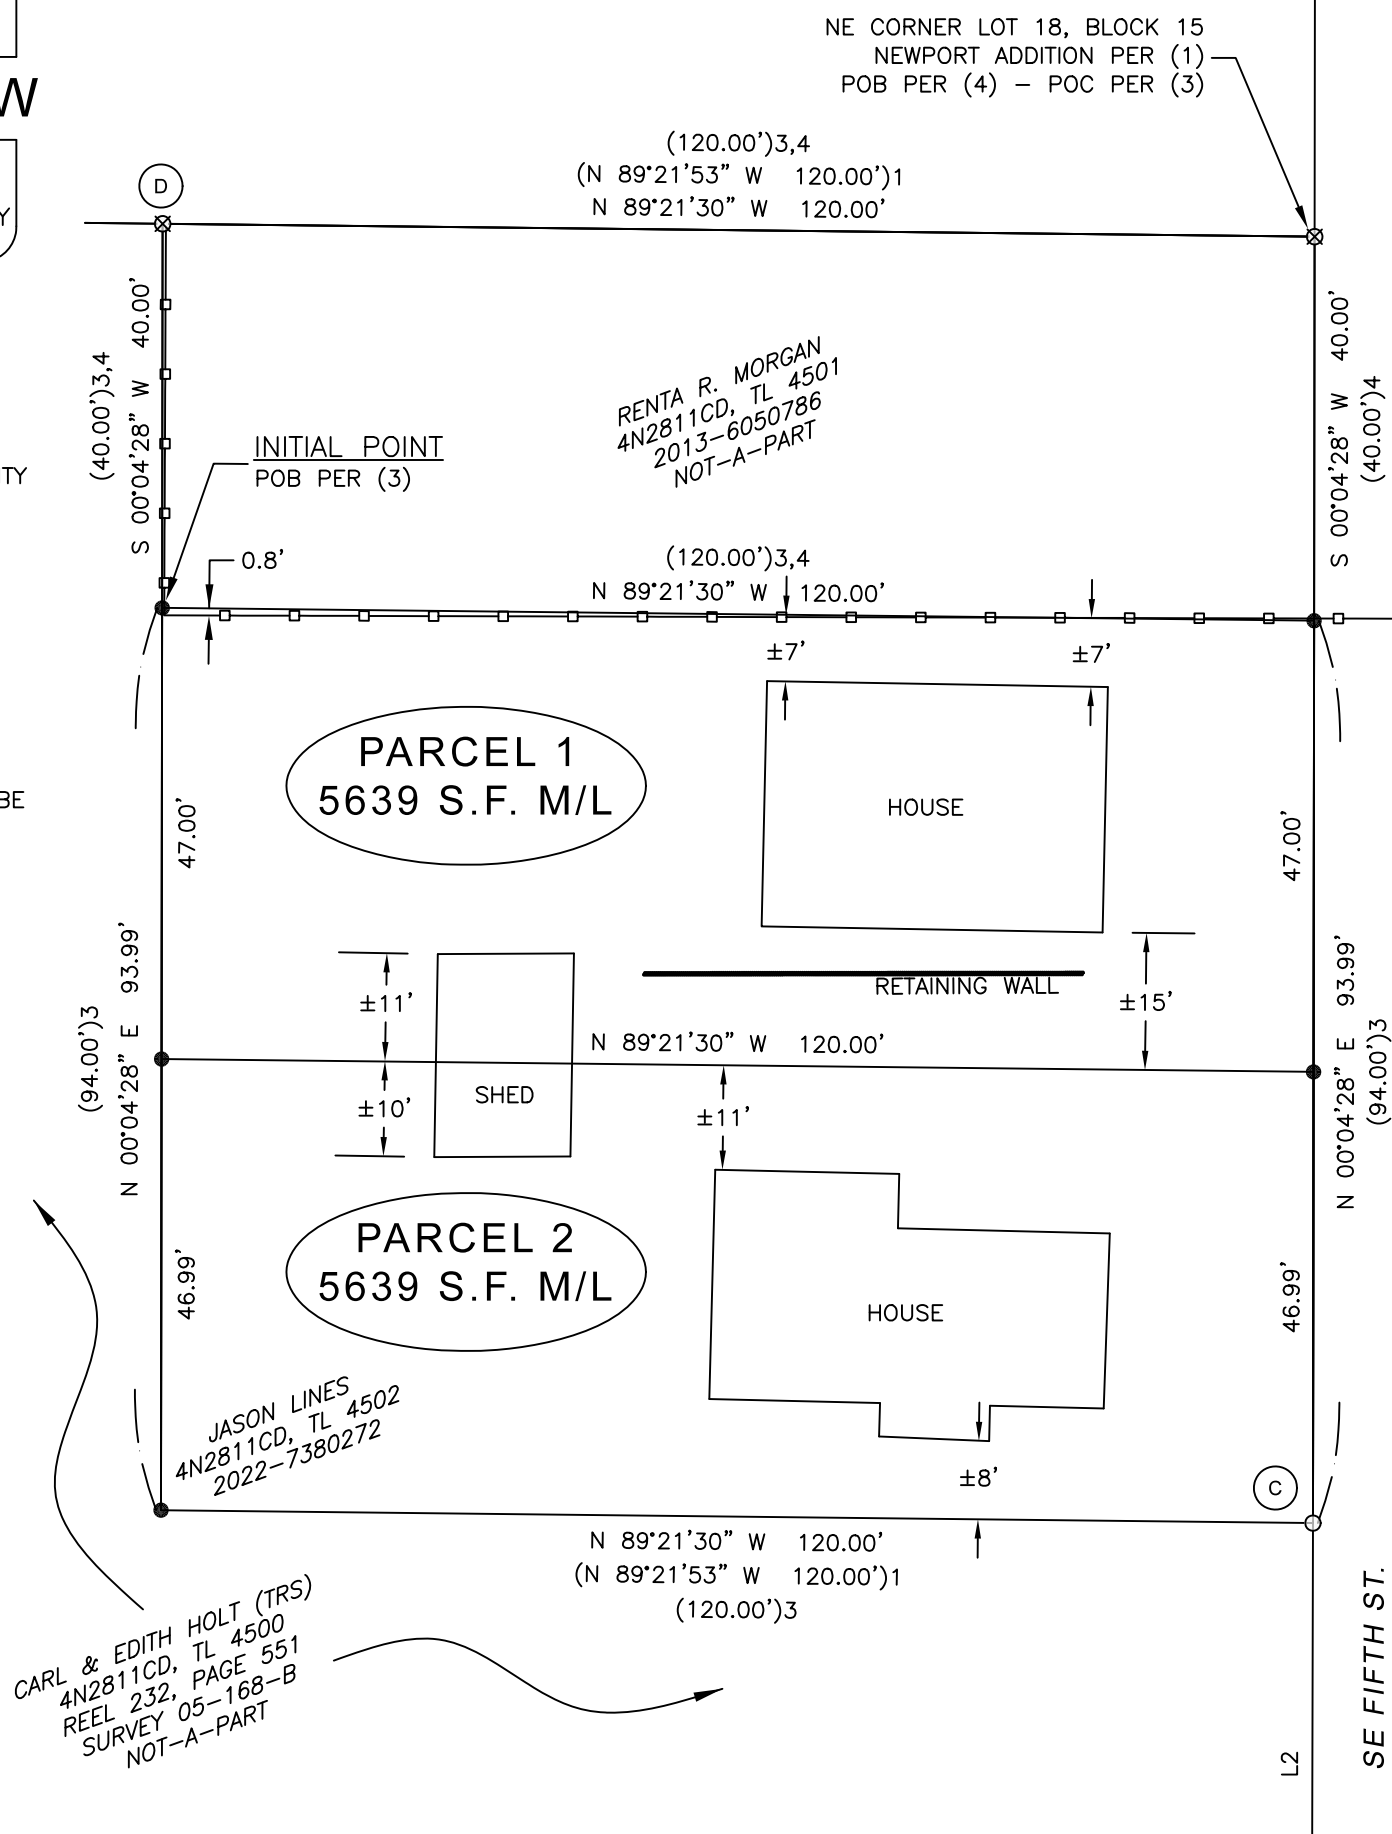 NE CORNER LOT 18, BLOCK 15
NEWPORT ADDITION PER (1)
POB PER (4) – POC PER (3)
W
Y
(120.00')3,4
(N 89°21'53" W 120.00')1
N 89°21'30" W 120.00'
D
S 00°04'28" W 40.00'
(40.00')3,4
S 00°04'28" W 40.00'
(40.00')4
RENTA R. MORGAN
4N2811CD, TL 4501
2013–6050786
NOT–A–PART
INITIAL POINT
POB PER (3)
TY
0.8'
(120.00')3,4
N 89°21'30" W 120.00'
±7'
±7'
PARCEL 1
5639 S.F. M/L
HOUSE
BE
47.00'
47.00'
N 00°04'28" E 93.99'
(94.00')3
N 00°04'28" E 93.99'
(94.00')3
RETAINING WALL
±11'
±15'
N 89°21'30" W 120.00'
SHED
±10'
±11'
PARCEL 2
5639 S.F. M/L
HOUSE
46.99'
46.99'
JASON LINES
4N2811CD, TL 4502
2022–7380272
±8'
C
N 89°21'30" W 120.00'
(N 89°21'53" W 120.00')1
(120.00')3
CARL & EDITH HOLT (TRS)
4N2811CD, TL 4500
REEL 232, PAGE 551
SURVEY 05–168–B
NOT–A–PART
L2
SE FIFTH ST.